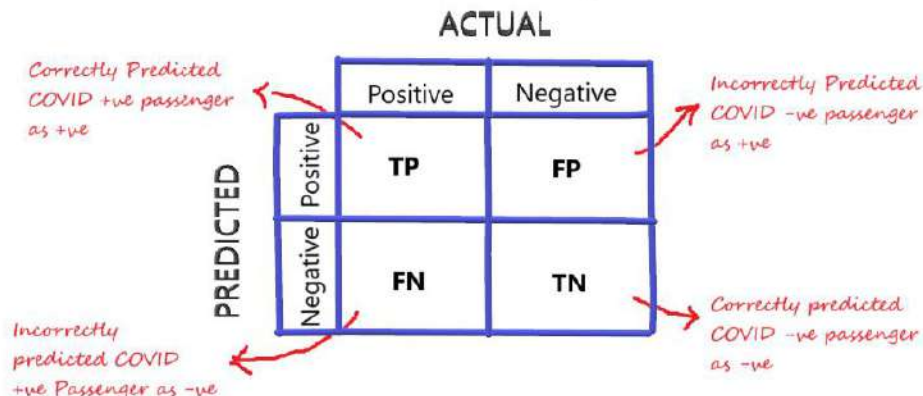 ACTUAL
Correctly Predicted
COVID +ve passenger
as +ve
Positive
Negative
Incorrectly Predicted
COVID -ve passenger
as +ve
PREDICTED
Positive
TP
FP
Negative
FN
TN
Incorrectly
predicted COVID
+ve Passenger as -ve
Correctly predicted
COVID -ve passenger
as -ve